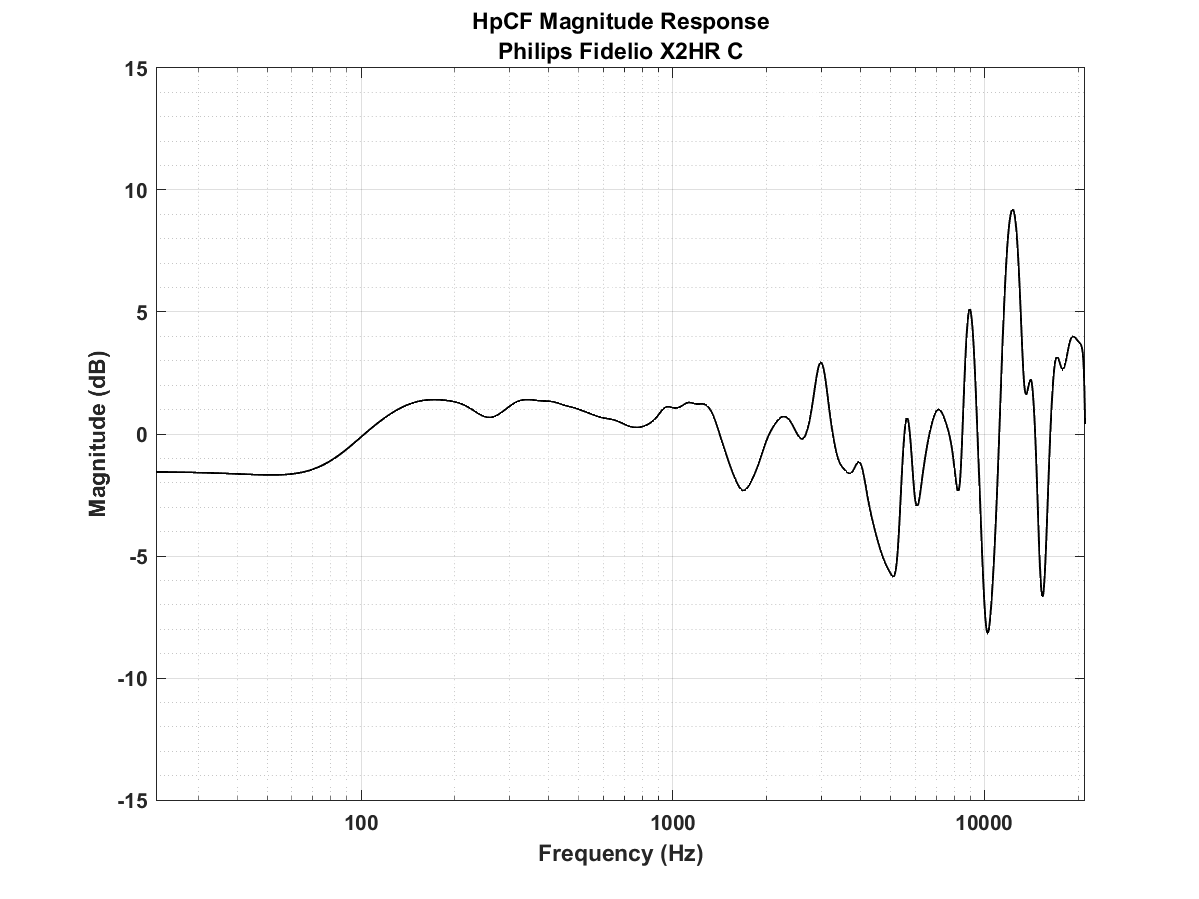 HpCF Magnitude Response
Philips Fidelio X2HR C
15
10
5
0
-5
-10
-15
Magnitude (dB)
100
1000
10000
Frequency (Hz)